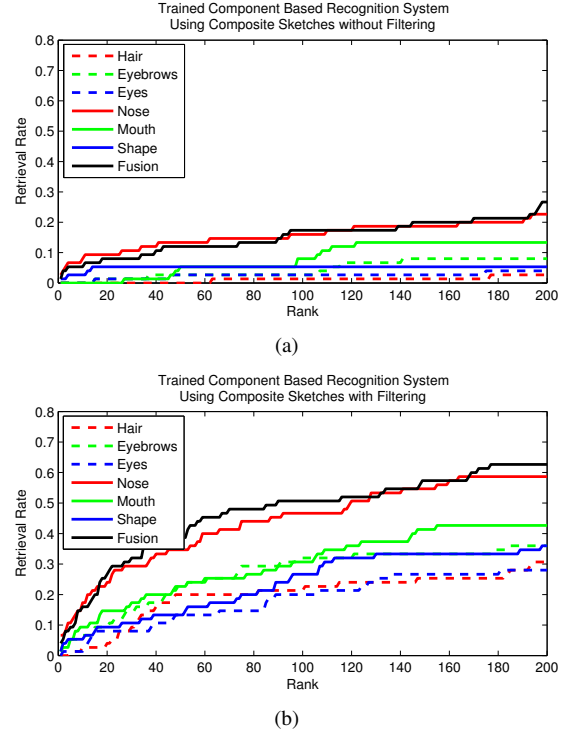 Trained Component Based Recognition System
Using Composite Sketches without Filtering
0.8
0.7
0.6
0.5
0.4
0.3
0.2
0.1
0
Retrieval Rate
Hair
Eyebrows
Eyes
Nose
Mouth
Shape
Fusion
0 20 40 60 80 100 120 140 160 180 200
Rank
(a)
Trained Component Based Recognition System
Using Composite Sketches with Filtering
0.8
0.7
0.6
0.5
0.4
0.3
0.2
0.1
0
Retrieval Rate
Hair
Eyebrows
Eyes
Nose
Mouth
Shape
Fusion
0 20 40 60 80 100 120 140 160 180 200
Rank
(b)